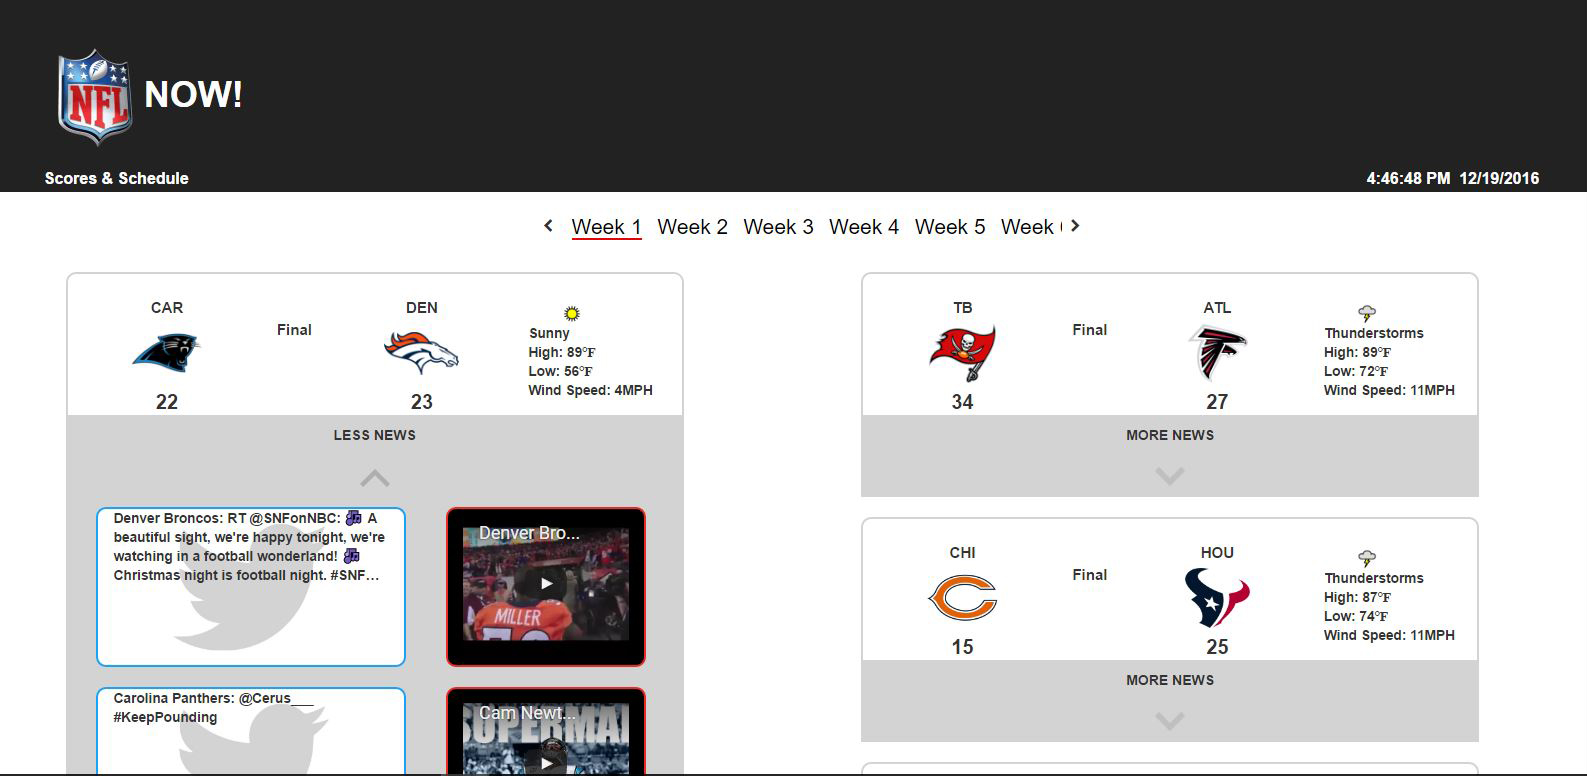 NFL
NOW!
Scores & Schedule
4:46:48 PM 12/19/2016
Week 1 Week 2 Week 3 Week 4 Week 5 Week
CAR
Final
DEN
Sunny
High: 89°F
Low: 56°F
Wind Speed: 4MPH
22
23
LESS NEWS
Denver Broncos: RT @SNFonNBC: A
beautiful sight, we're happy tonight, we're
watching in a football wonderland!
Christmas night is football night. #SNF…
Denver Bro...
MILLER
Carolina Panthers: @Cerus___
#KeepPounding
Cam Newt...
SUPERMA
TB
Final
ATL
Thunderstorms
High: 89°F
Low: 72°F
Wind Speed: 11MPH
34
27
MORE NEWS
CHI
Final
HOU
Thunderstorms
High: 87°F
Low: 74°F
Wind Speed: 11MPH
15
25
MORE NEWS